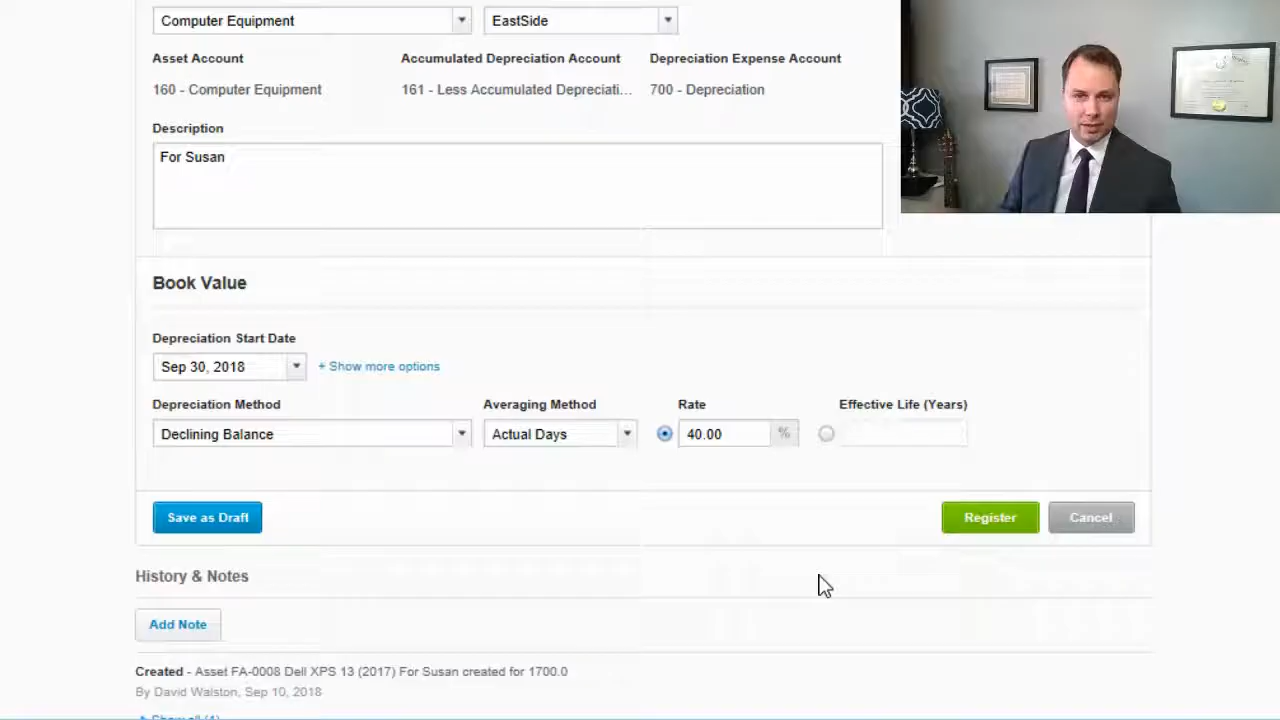 Computer Equipment EastSide
Asset Account Accumulated Depreciation Account Depreciation Expense Account
160 - Computer Equipment 161 - Less Accumulated Depreciati... 700 - Depreciation
Description
For Susan
Book Value
Depreciation Start Date
Sep 30, 2018 + Show more options
Depreciation Method Averaging Method Rate Effective Life (Years)
Declining Balance Actual Days 40.00 %
Save as Draft Register Cancel
History & Notes
Add Note
Created - Asset FA-0008 Dell XPS 13 (2017) For Susan created for 1700.0
By David Walston, Sep 10, 2018